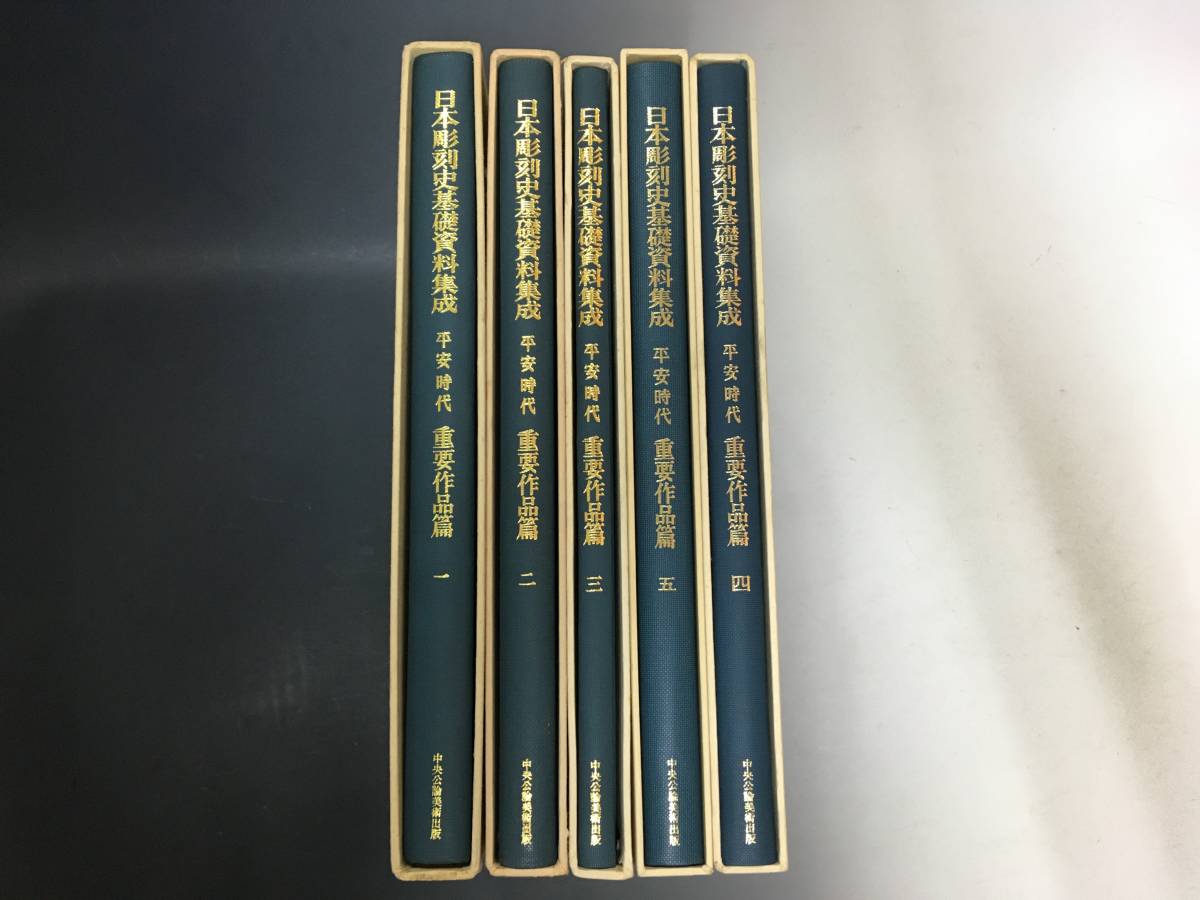 日本彫刻史基礎資料集成 平安時代 重要作品篇 一
中央公論美術出版
日本彫刻史基礎資料集成 平安時代 重要作品篇 二
中央公論美術出版
日本彫刻史基礎資料集成 平安時代 重要作品篇 三
中央公論美術出版
日本彫刻史基礎資料集成 平安時代 重要作品篇 五
中央公論美術出版
日本彫刻史基礎資料集成 平安時代 重要作品篇 四
中央公論美術出版